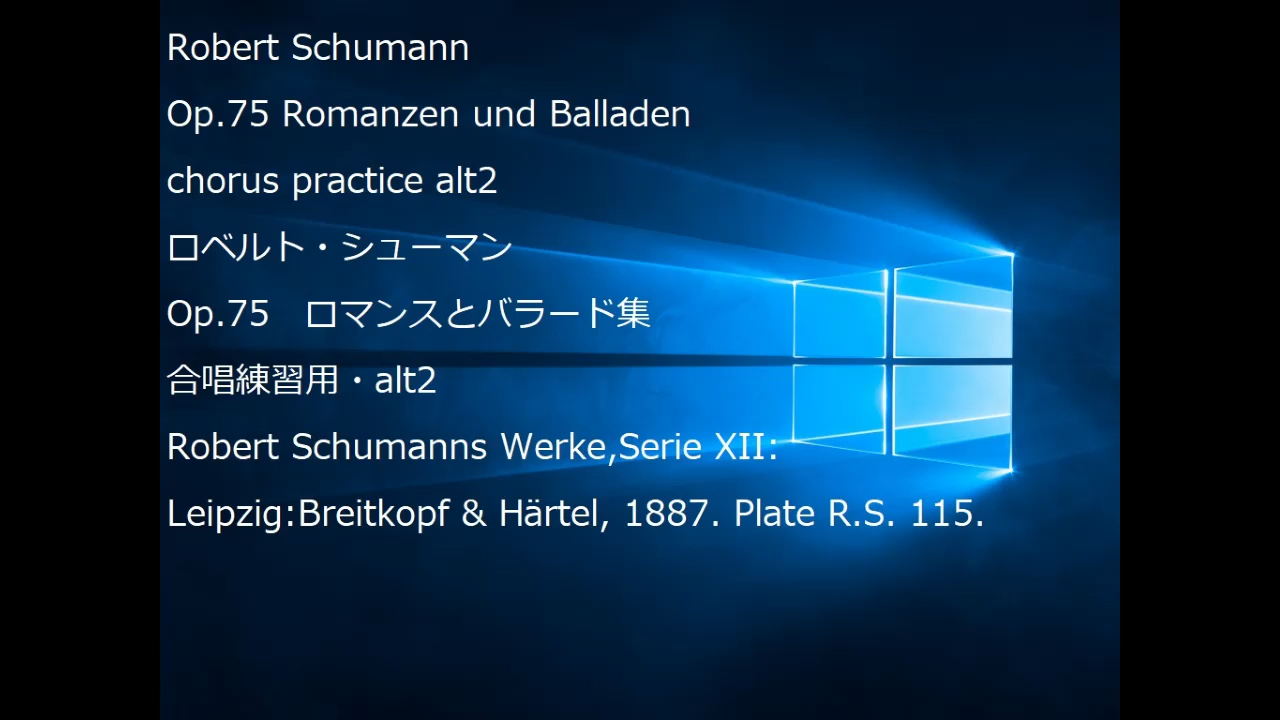 Robert Schumann
Op.75 Romanzen und Balladen
chorus practice alt2
ロベルト・シューマン
Op.75　ロマンスとバラード集
合唱練習用・alt2
Robert Schumanns Werke,Serie XII:
Leipzig:Breitkopf & Härtel, 1887. Plate R.S. 115.